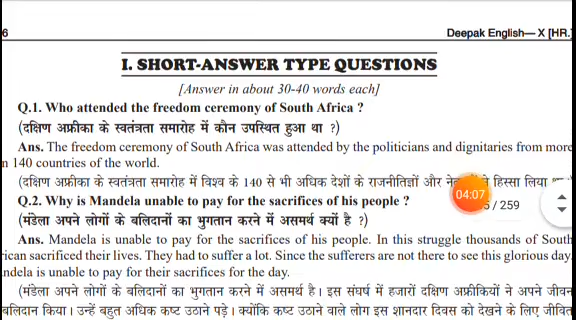 6 Deepak English— X [HR.]
I. SHORT-ANSWER TYPE QUESTIONS
[Answer in about 30-40 words each]
Q.1. Who attended the freedom ceremony of South Africa ?
(दक्षिण अफ्रीका के स्वतंत्रता समारोह में कौन उपस्थित हुआ था ?)
Ans. The freedom ceremony of South Africa was attended by the politicians and dignitaries from more
n 140 countries of the world.
(दक्षिण अफ्रीका के स्वतंत्रता समारोह में विश्व के 140 से भी अधिक देशों के राजनीतिज्ञों और ने हिस्सा लिया
04:07
Q.2. Why is Mandela unable to pay for the sacrifices of his people ?
/ 259
(मंडेला अपने लोगों के बलिदानों का भुगतान करने में असमर्थ क्यों है ?)
Ans. Mandela is unable to pay for the sacrifices of his people. In this struggle thousands of South
rican sacrificed their lives. They had to suffer a lot. Since the sufferers are not there to see this glorious day
ndela is unable to pay for their sacrifices for the day.
(मंडेला अपने लोगों के बलिदानों का भुगतान करने में असमर्थ है। इस संघर्ष में हजारों दक्षिण अफ्रीकियों ने अपने जीवन
बलिदान किया। उन्हें बहुत अधिक कष्ट उठाने पड़े। क्योंकि कष्ट उठाने वाले लोग इस शानदार दिवस को देखने के लिए जीवित